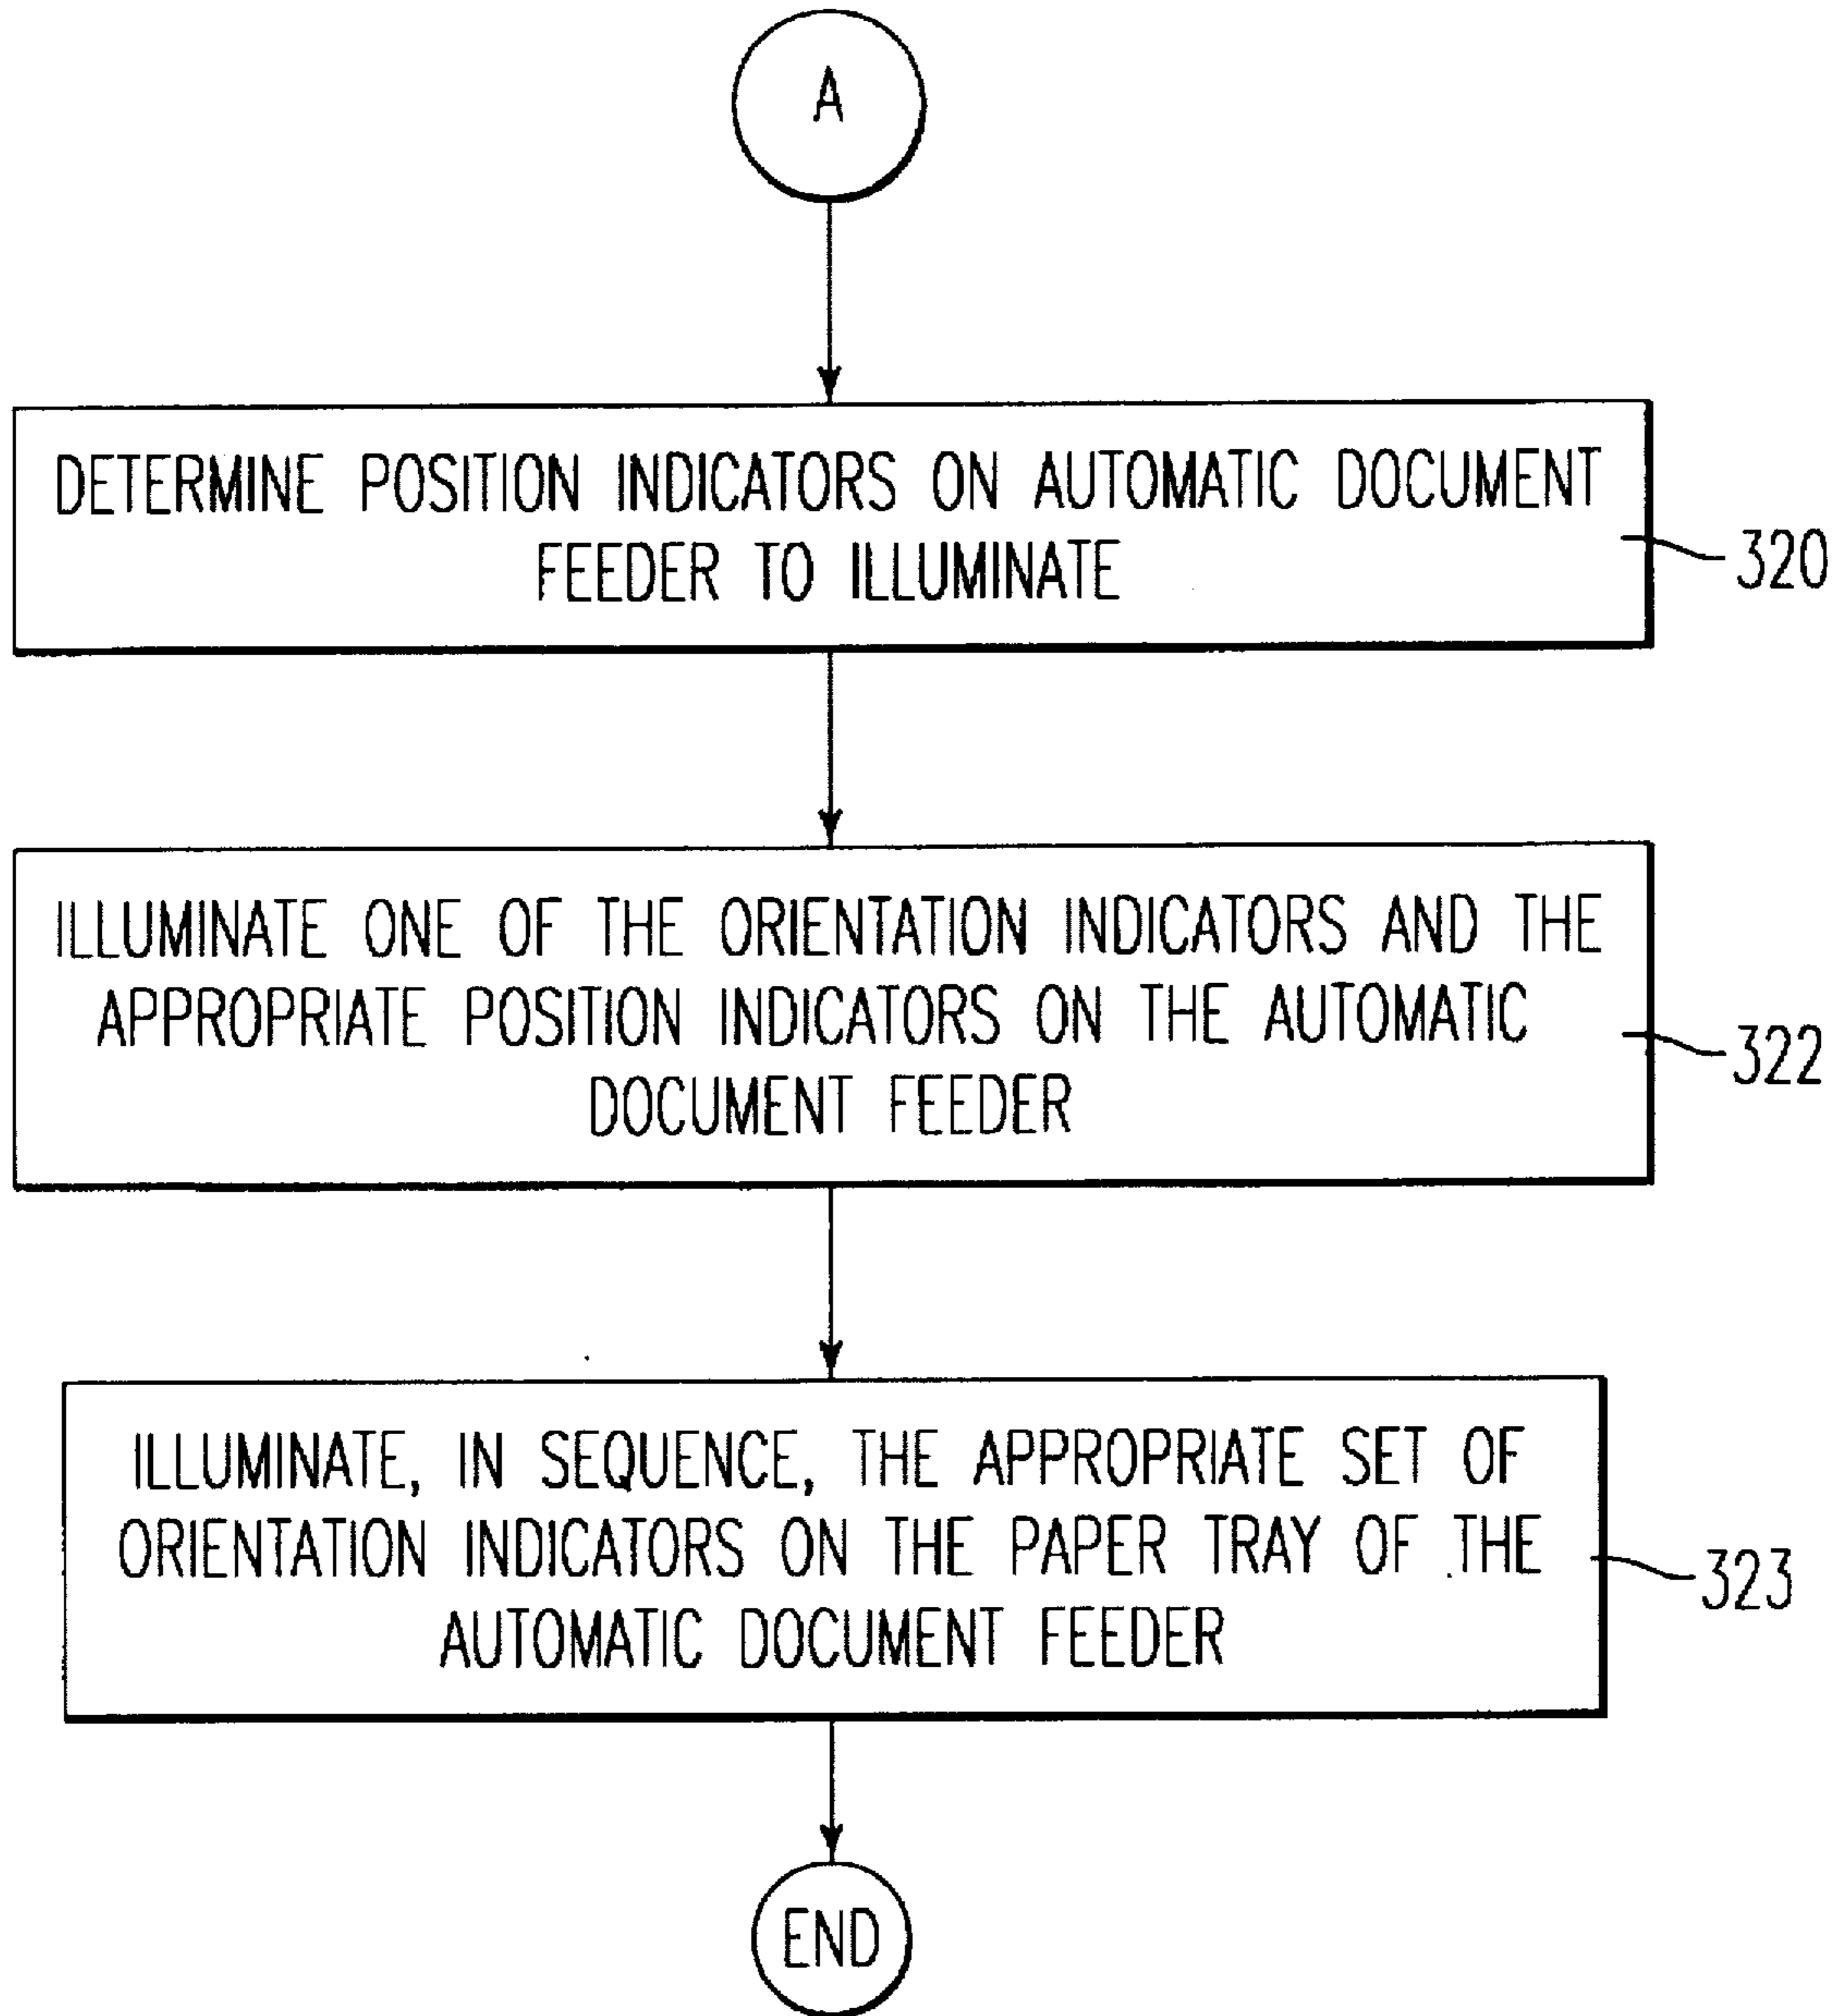 A
DETERMINE POSITION INDICATORS ON AUTOMATIC DOCUMENT
FEEDER TO ILLUMINATE
320
ILLUMINATE ONE OF THE ORIENTATION INDICATORS AND THE
APPROPRIATE POSITION INDICATORS ON THE AUTOMATIC
DOCUMENT FEEDER
322
ILLUMINATE, IN SEQUENCE, THE APPROPRIATE SET OF
ORIENTATION INDICATORS ON THE PAPER TRAY OF THE
AUTOMATIC DOCUMENT FEEDER
323
END